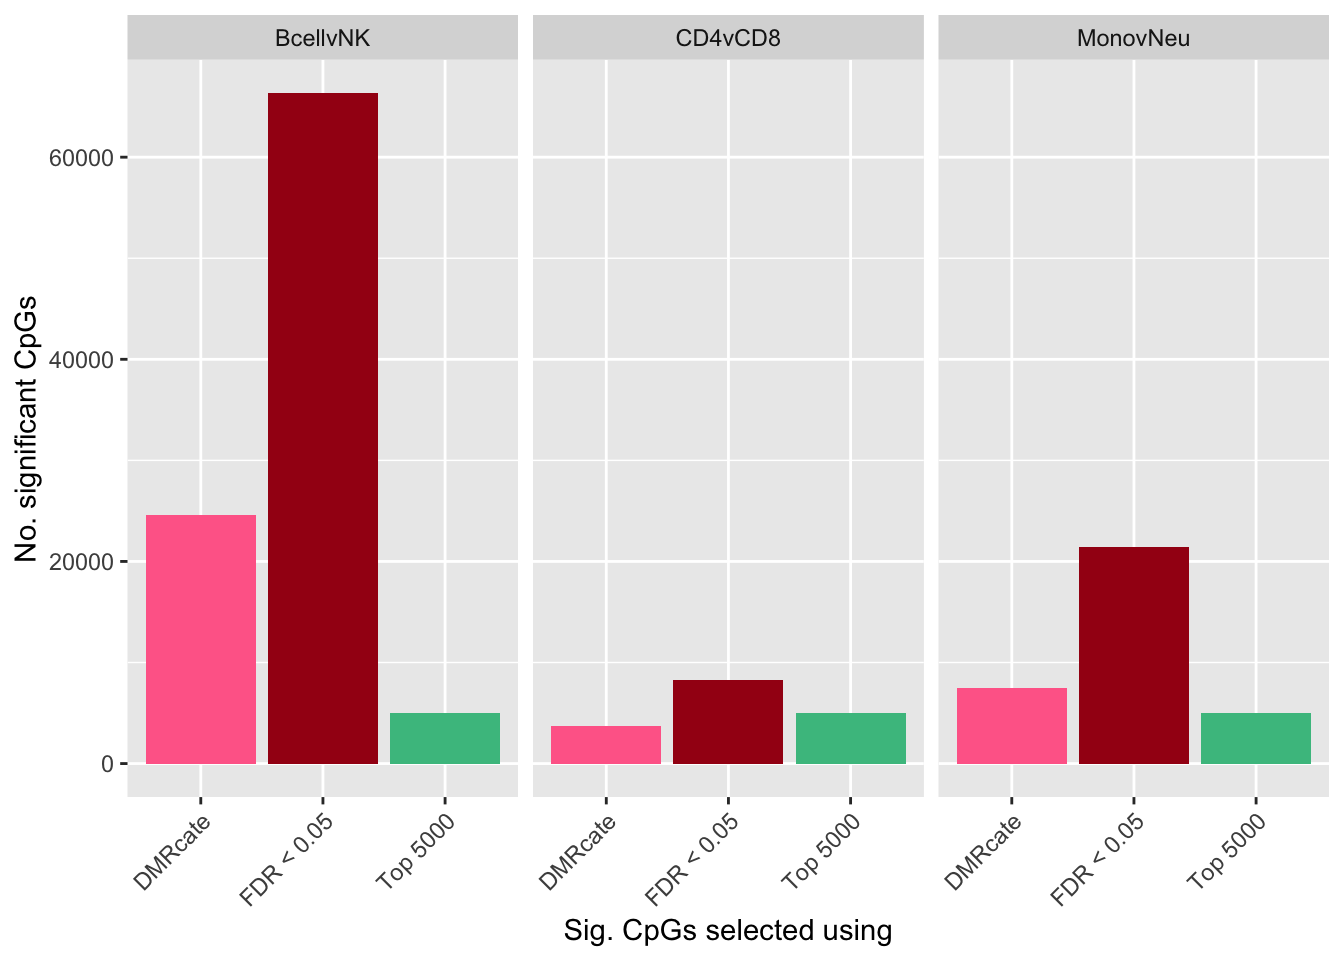 BcellvNK
CD4vCD8
MonovNeu
No. significant CpGs
60000
40000
20000
0
DMRcate
FDR < 0.05
Top 5000
DMRcate
FDR < 0.05
Top 5000
DMRcate
FDR < 0.05
Top 5000
Sig. CpGs selected using